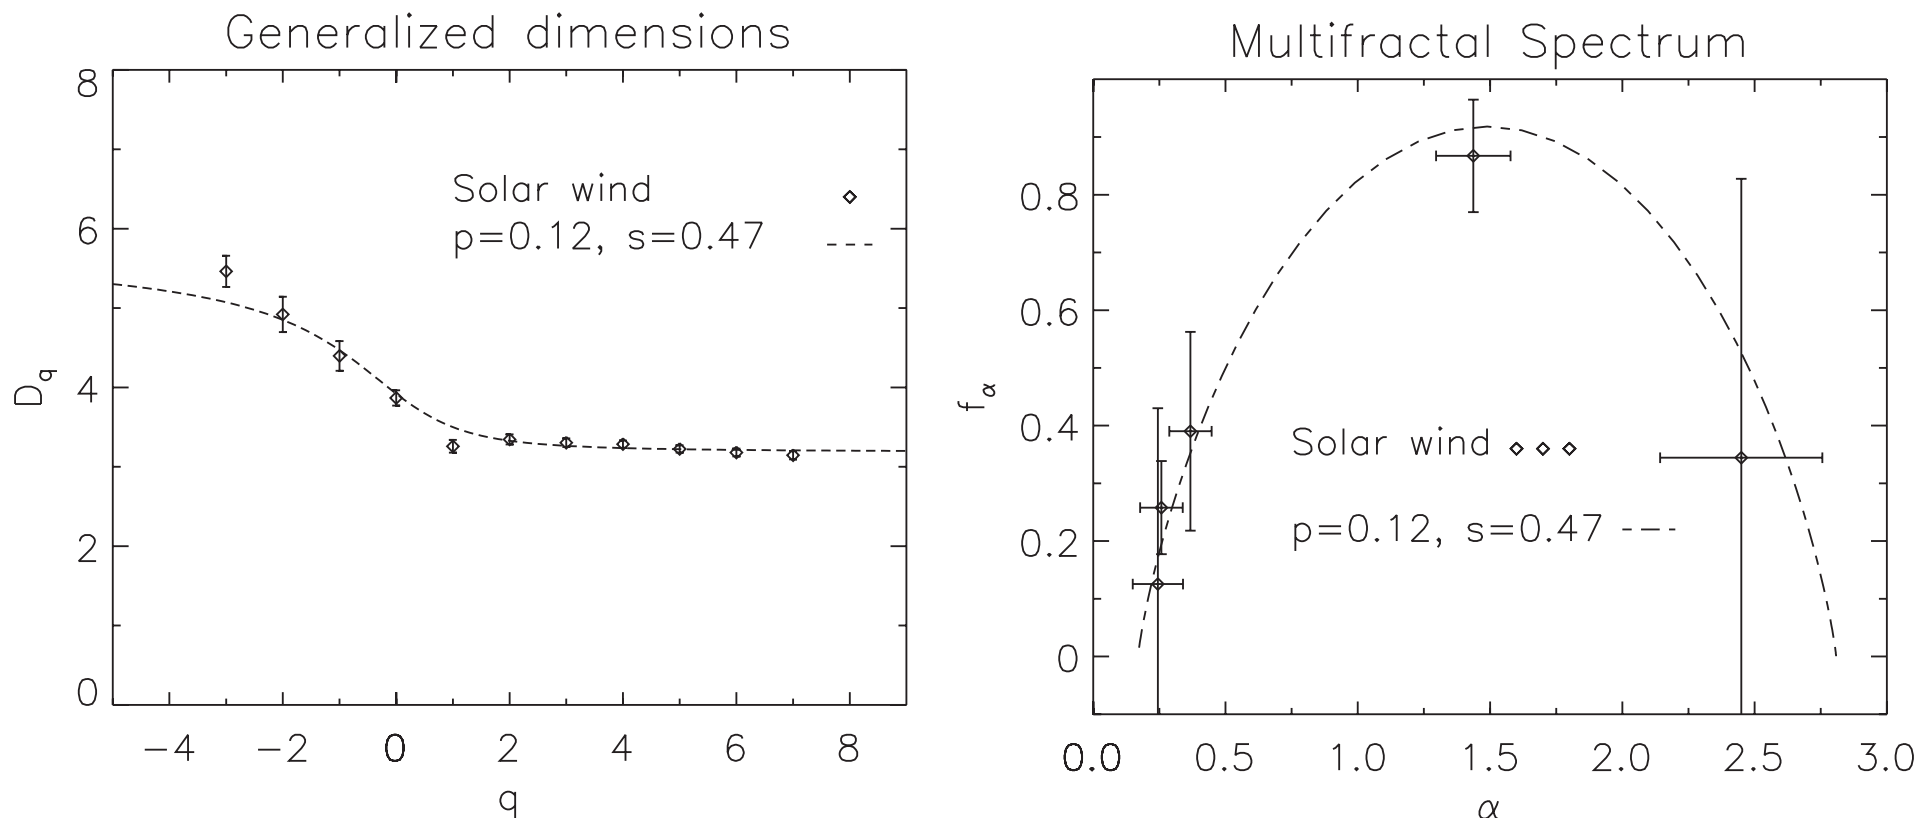 Generalized dimensions
8
6
4
2
0
D_q
Solar wind
p=0.12, s=0.47
−4 −2 0 2 4 6 8
q
Multifractal Spectrum
0.8
0.6
0.4
0.2
0
f_α
Solar wind
p=0.12, s=0.47
0.0 0.5 1.0 1.5 2.0 2.5 3.0
α